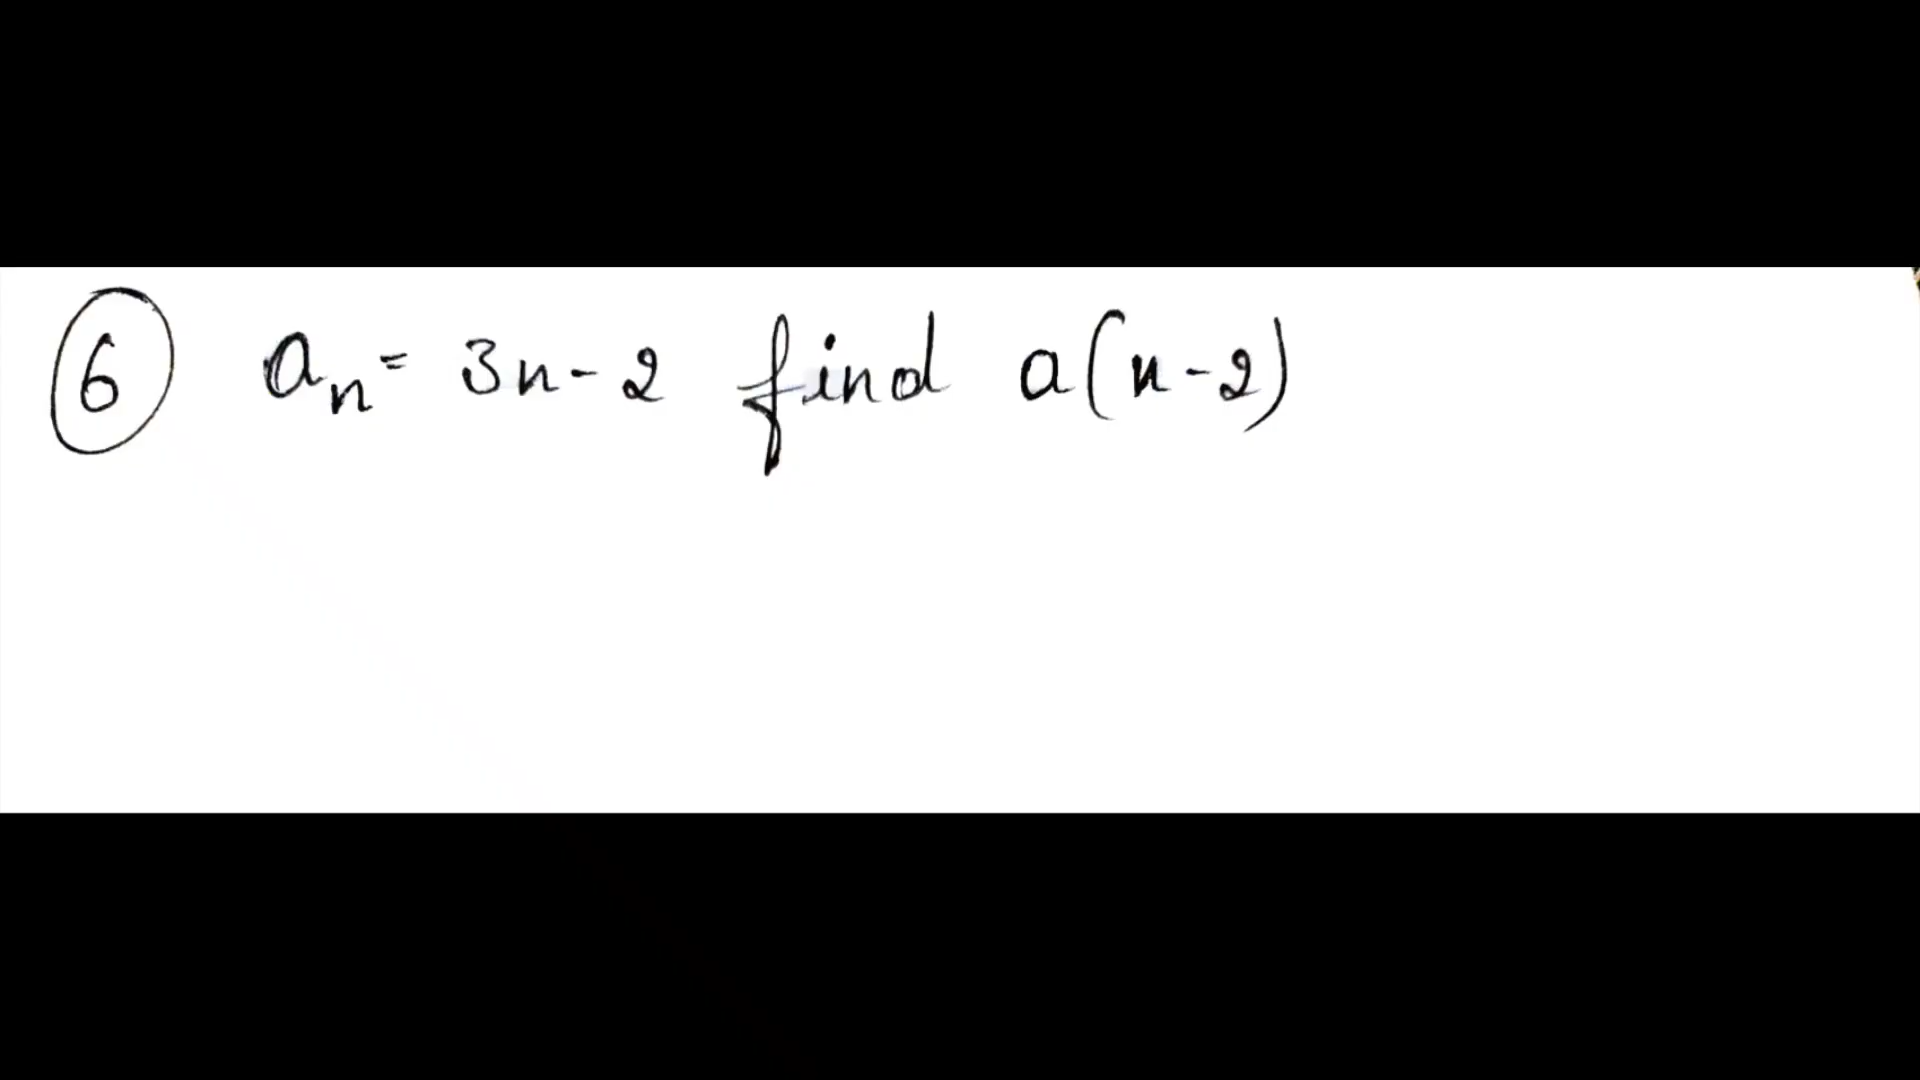 6 aₙ = 3n - 2 find a(n-2)